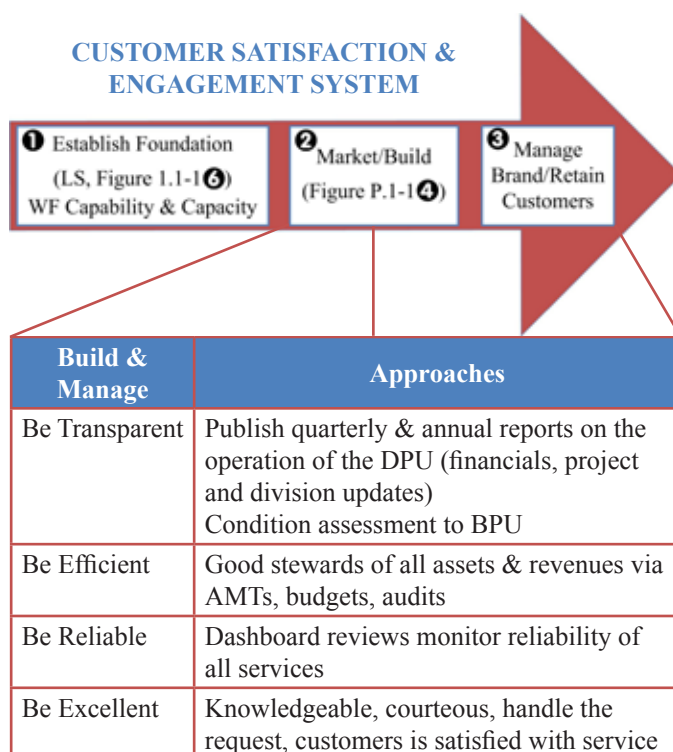 CUSTOMER SATISFACTION &
ENGAGEMENT SYSTEM
❶ Establish Foundation
(LS, Figure 1.1-1❻)
WF Capability & Capacity
❷ Market/Build
(Figure P.1-1❹)
❸ Manage
Brand/Retain
Customers
Build &
Manage
Approaches
Be Transparent
Publish quarterly & annual reports on the
operation of the DPU (financials, project
and division updates)
Condition assessment to BPU
Be Efficient
Good stewards of all assets & revenues via
AMTs, budgets, audits
Be Reliable
Dashboard reviews monitor reliability of
all services
Be Excellent
Knowledgeable, courteous, handle the
request, customers is satisfied with service